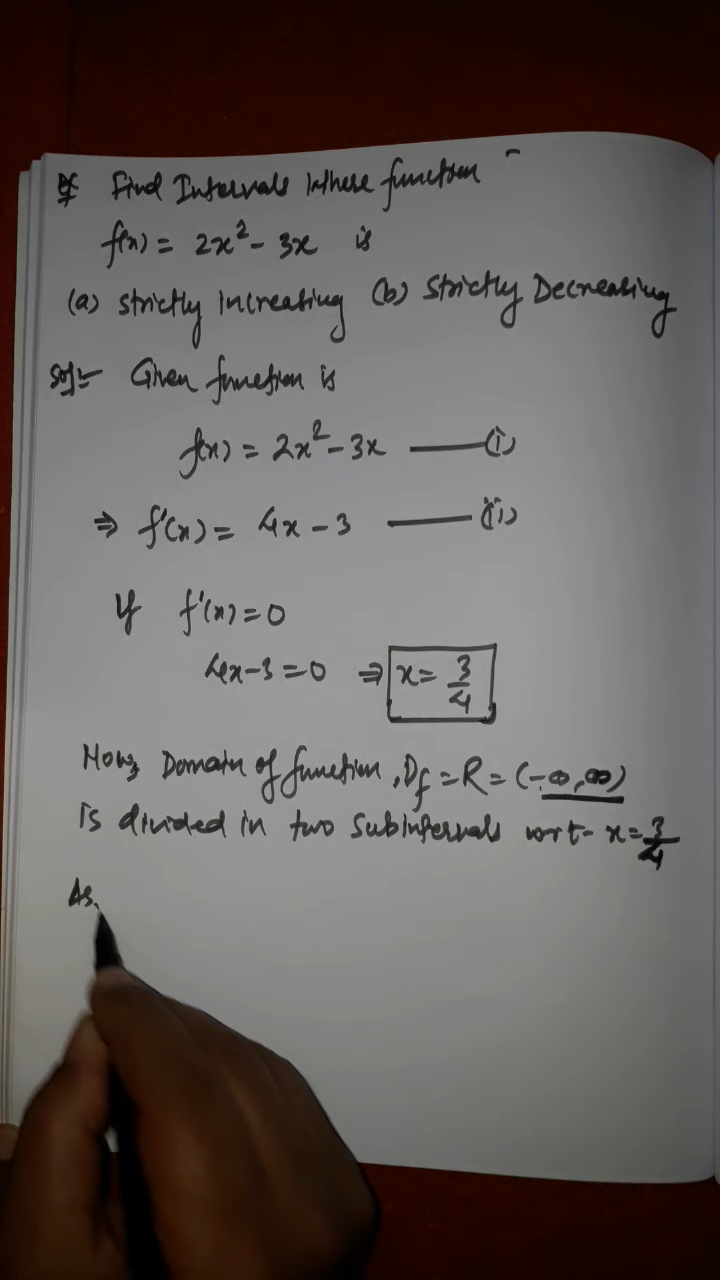 Find Intervals Where function
f(x) = 2x² - 3x is
(a) strictly increasing (b) strictly Decreasing
Sol:- Given function is
f(x) = 2x² - 3x ——— (i)
⇒ f'(x) = 4x - 3 ——— (ii)
If f'(x) = 0
4x-3 = 0 ⇒ x = 3/4
Now, Domain of function, Df = R = (-∞, ∞)
is divided in two subintervals wrt x = 3/4
As